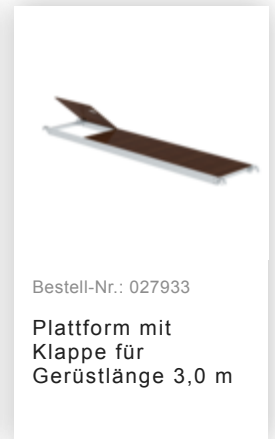 Bestell-Nr.: 027933
Plattform mit
Klappe für
Gerüstlänge 3,0 m